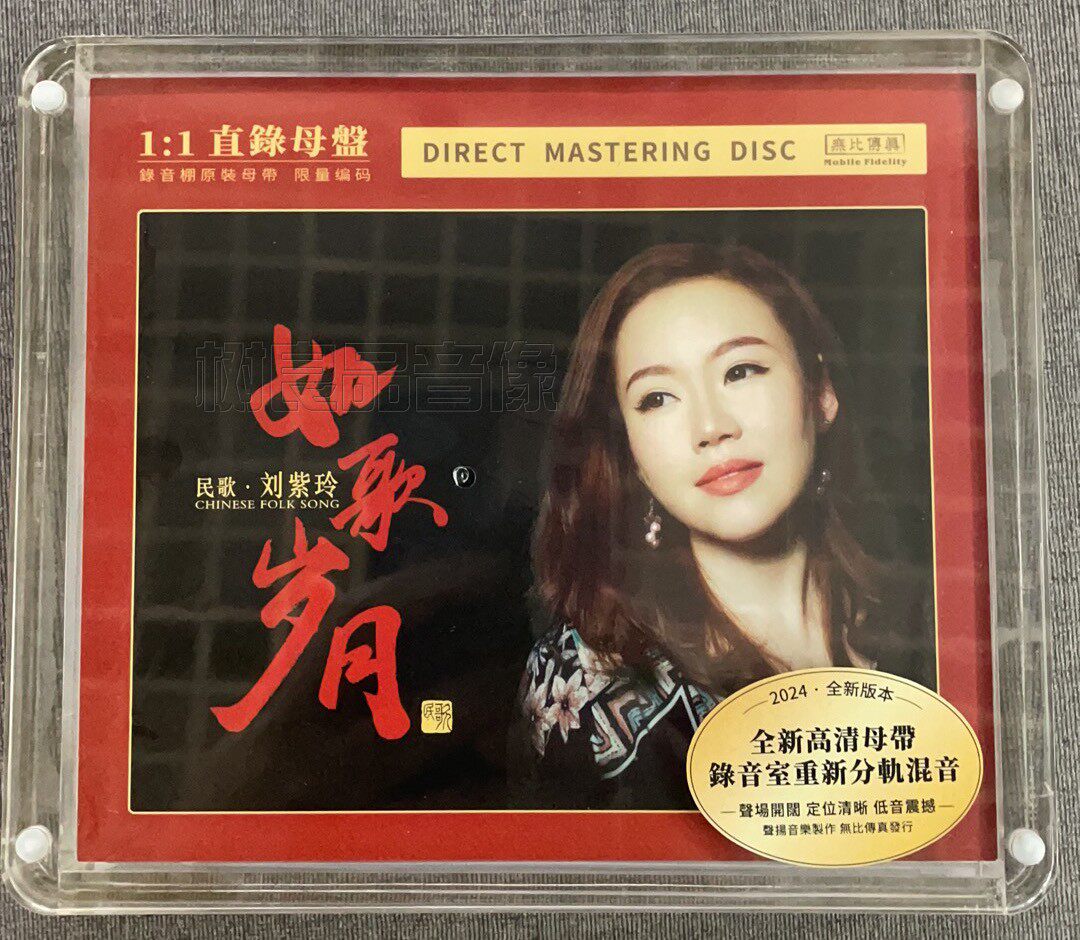 1:1 直錄母盤
錄音棚原裝母帶 限量编码
DIRECT MASTERING DISC
無比傳真
Mobile Fidelity
如歌岁月
民歌·刘紫玲
CHINESE FOLK SONG
民歌
2024·全新版本
全新高清母帶
錄音室重新分軌混音
聲場開闊 定位清晰 低音震撼
聲揚音樂製作 無比傳真發行